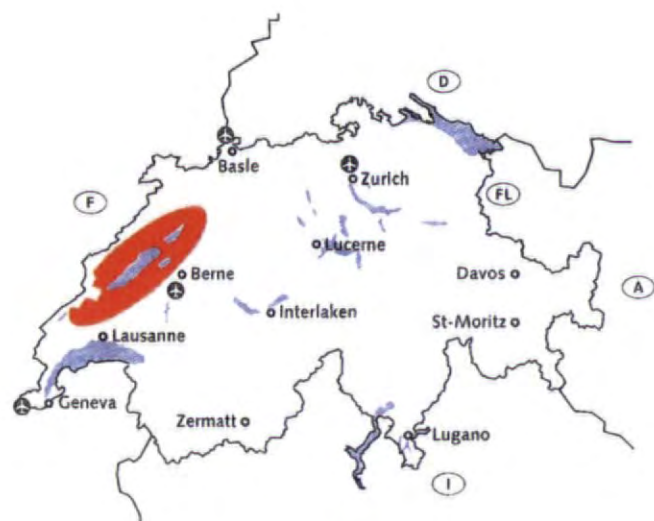 D
Basle
Zurich
F
FL
Lucerne
Berne
Davos
A
Interlaken
St-Moritz
Lausanne
Geneva
Zermatt
Lugano
I